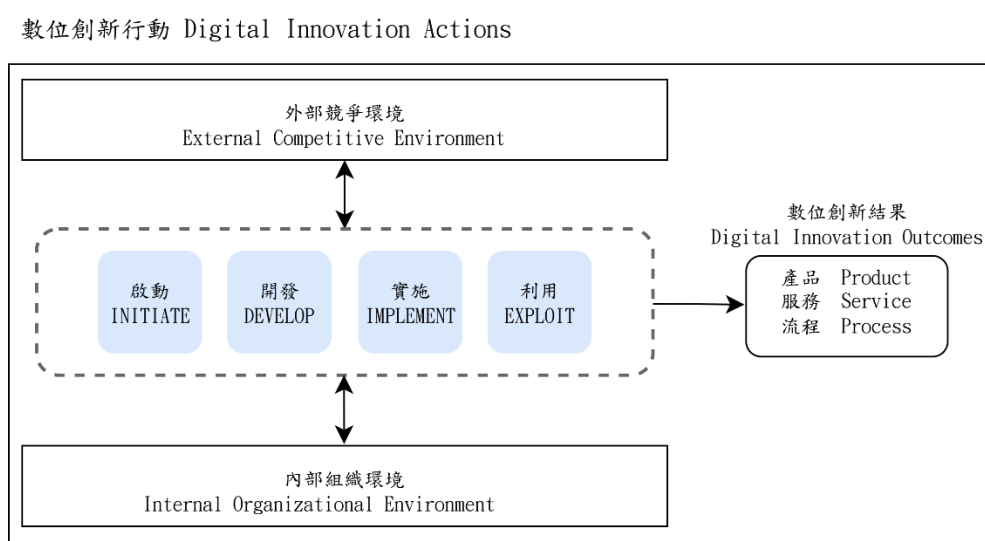 數位創新行動 Digital Innovation Actions
外部競爭環境
External Competitive Environment
啟動
INITIATE
開發
DEVELOP
實施
IMPLEMENT
利用
EXPLOIT
數位創新結果
Digital Innovation Outcomes
產品 Product
服務 Service
流程 Process
內部組織環境
Internal Organizational Environment